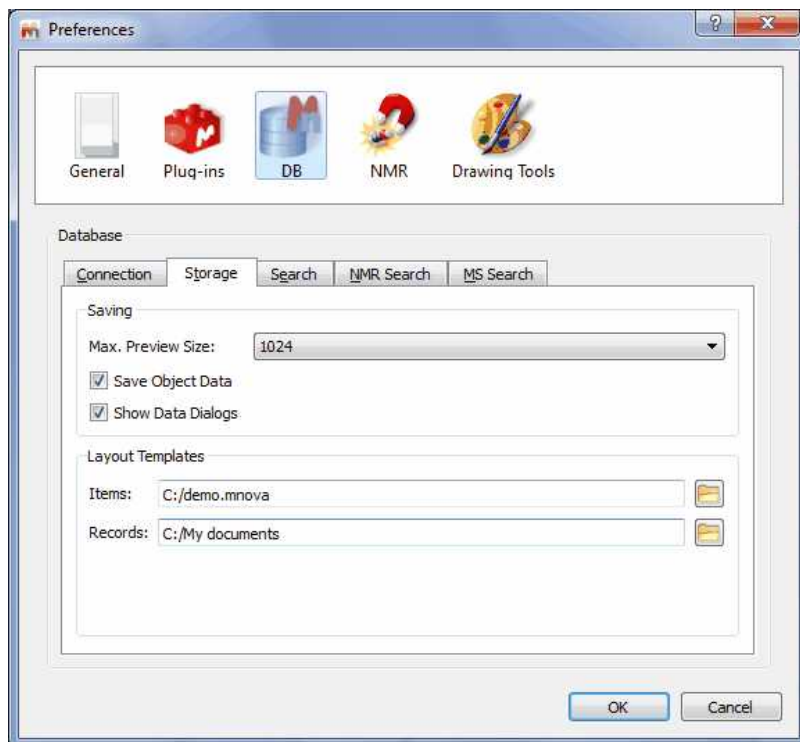 Preferences
General Plug-ins DB NMR Drawing Tools
Database
Connection Storage Search NMR Search MS Search
Saving
Max. Preview Size: 1024
Save Object Data
Show Data Dialogs
Layout Templates
Items: C:/demo.mnova
Records: C:/My documents
OK Cancel